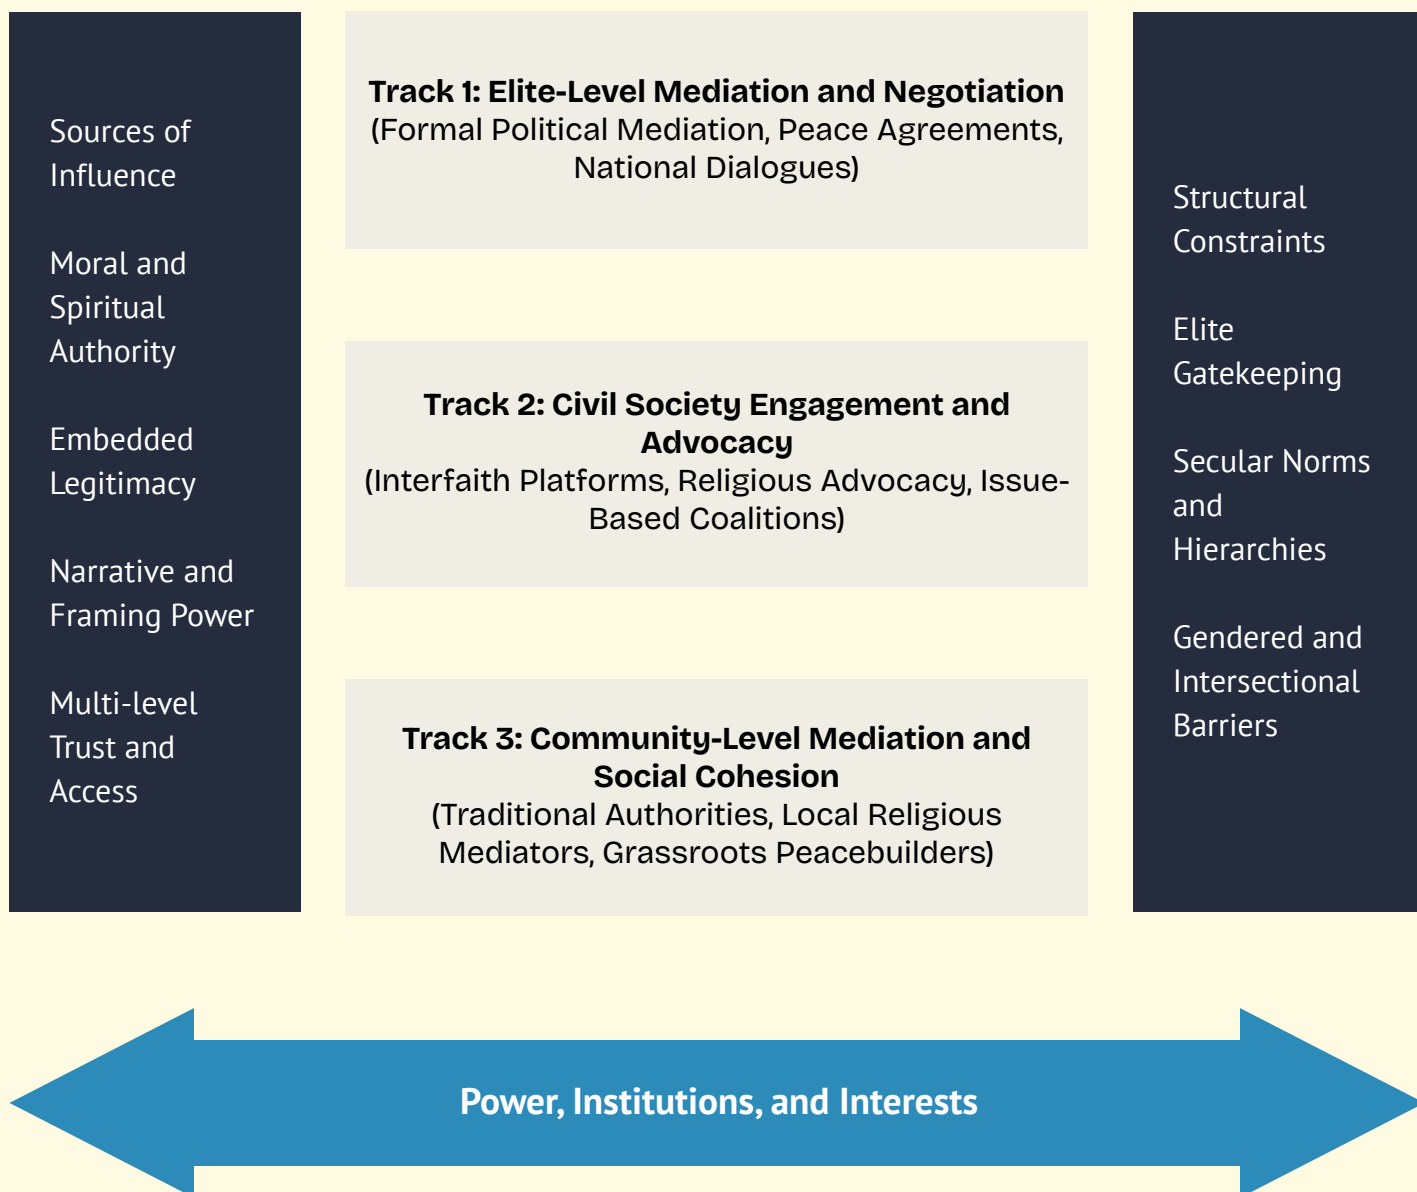 Sources of
Influence
Moral and
Spiritual
Authority
Embedded
Legitimacy
Narrative and
Framing Power
Multi-level
Trust and
Access
Track 1: Elite-Level Mediation and Negotiation
(Formal Political Mediation, Peace Agreements,
National Dialogues)
Track 2: Civil Society Engagement and
Advocacy
(Interfaith Platforms, Religious Advocacy, Issue-
Based Coalitions)
Track 3: Community-Level Mediation and
Social Cohesion
(Traditional Authorities, Local Religious
Mediators, Grassroots Peacebuilders)
Structural
Constraints
Elite
Gatekeeping
Secular Norms
and
Hierarchies
Gendered and
Intersectional
Barriers
Power, Institutions, and Interests